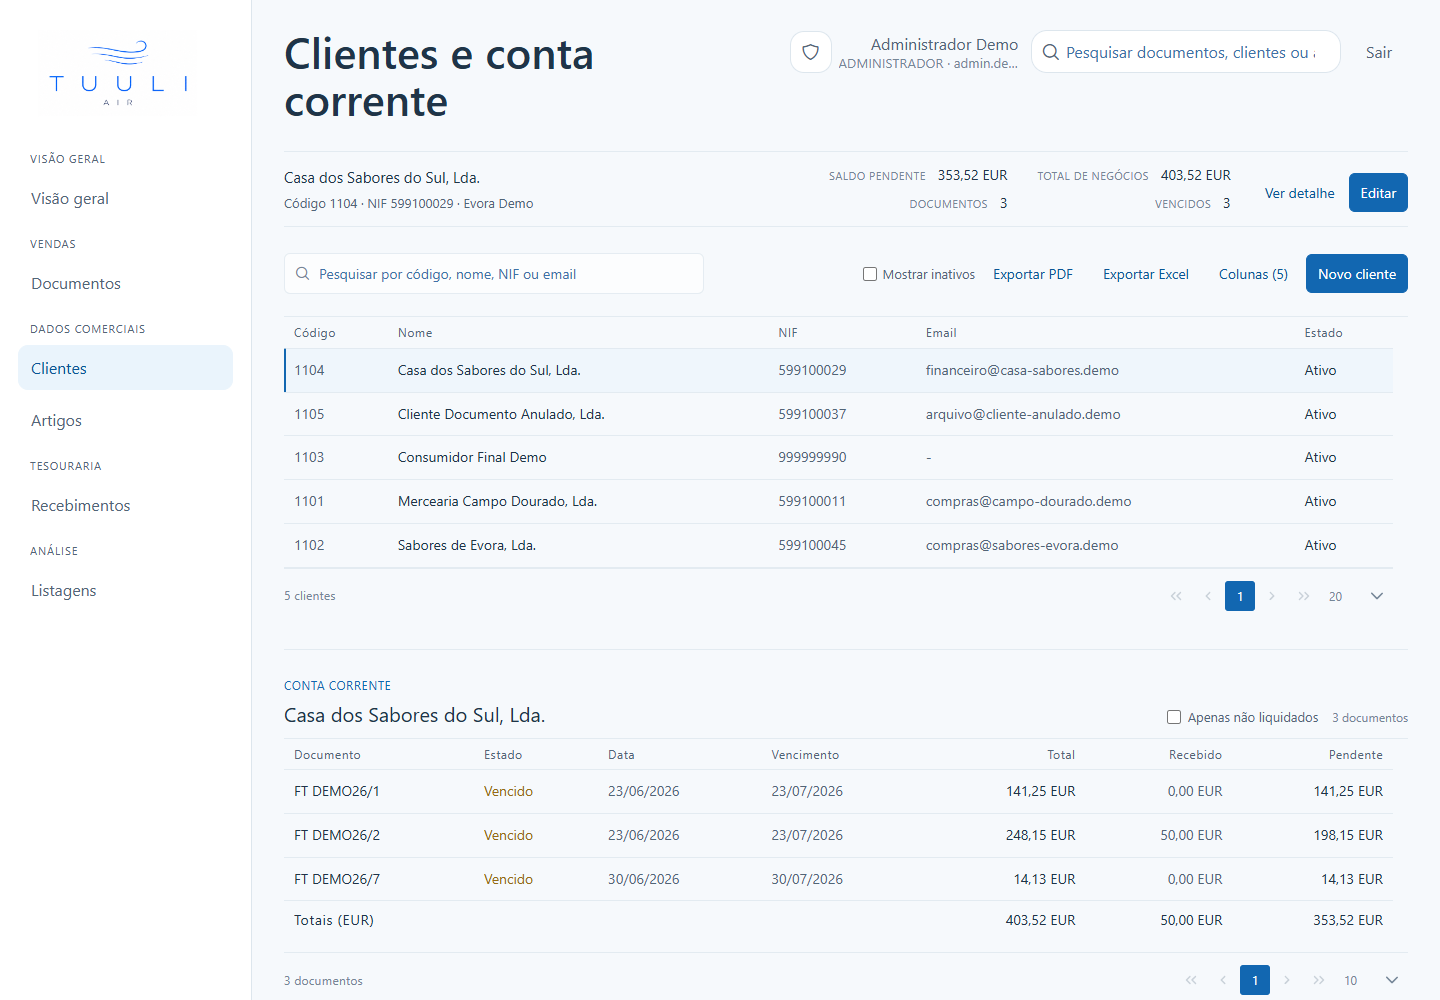 TUULI
AIR
VISÃO GERAL
Visão geral
VENDAS
Documentos
DADOS COMERCIAIS
Clientes
Artigos
TESOURARIA
Recebimentos
ANÁLISE
Listagens
Clientes e conta
corrente
Administrador Demo
ADMINISTRADOR · admin.de...
Pesquisar documentos, clientes ou
Sair
Casa dos Sabores do Sul, Lda.
Código 1104 · NIF 599100029 · Evora Demo
SALDO PENDENTE 353,52 EUR
TOTAL DE NEGÓCIOS 403,52 EUR
DOCUMENTOS 3
VENCIDOS 3
Ver detalhe
Editar
Pesquisar por código, nome, NIF ou email
Mostrar inativos
Exportar PDF
Exportar Excel
Colunas (5)
Novo cliente
Código Nome NIF Email Estado
1104 Casa dos Sabores do Sul, Lda. 599100029 financeiro@casa-sabores.demo Ativo
1105 Cliente Documento Anulado, Lda. 599100037 arquivo@cliente-anulado.demo Ativo
1103 Consumidor Final Demo 999999990 - Ativo
1101 Mercearia Campo Dourado, Lda. 599100011 compras@campo-dourado.demo Ativo
1102 Sabores de Evora, Lda. 599100045 compras@sabores-evora.demo Ativo
5 clientes
1
20
CONTA CORRENTE
Casa dos Sabores do Sul, Lda.
Apenas não liquidados
3 documentos
Documento Estado Data Vencimento Total Recebido Pendente
FT DEMO26/1 Vencido 23/06/2026 23/07/2026 141,25 EUR 0,00 EUR 141,25 EUR
FT DEMO26/2 Vencido 23/06/2026 23/07/2026 248,15 EUR 50,00 EUR 198,15 EUR
FT DEMO26/7 Vencido 30/06/2026 30/07/2026 14,13 EUR 0,00 EUR 14,13 EUR
Totais (EUR) 403,52 EUR 50,00 EUR 353,52 EUR
3 documentos
1
10